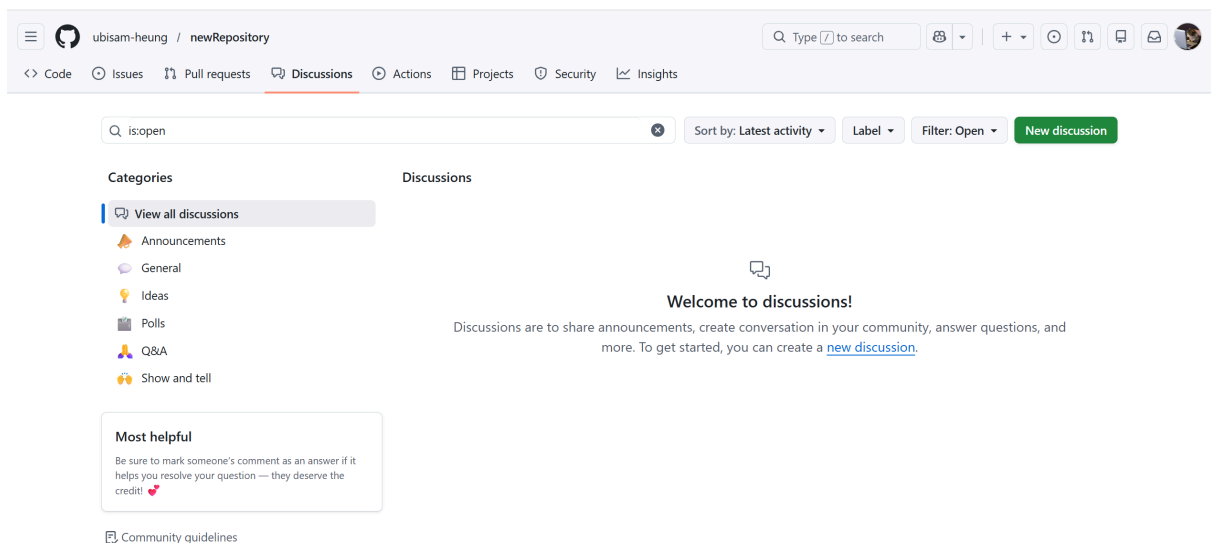 ubisam-heung / newRepository
Type / to search
Code
Issues
Pull requests
Discussions
Actions
Projects
Security
Insights
is:open
Sort by: Latest activity
Label
Filter: Open
New discussion
Categories
Discussions
View all discussions
Announcements
General
Ideas
Polls
Q&A
Show and tell
Welcome to discussions!
Discussions are to share announcements, create conversation in your community, answer questions, and
more. To get started, you can create a new discussion.
Most helpful
Be sure to mark someone's comment as an answer if it
helps you resolve your question — they deserve the
credit! 💕
Community guidelines